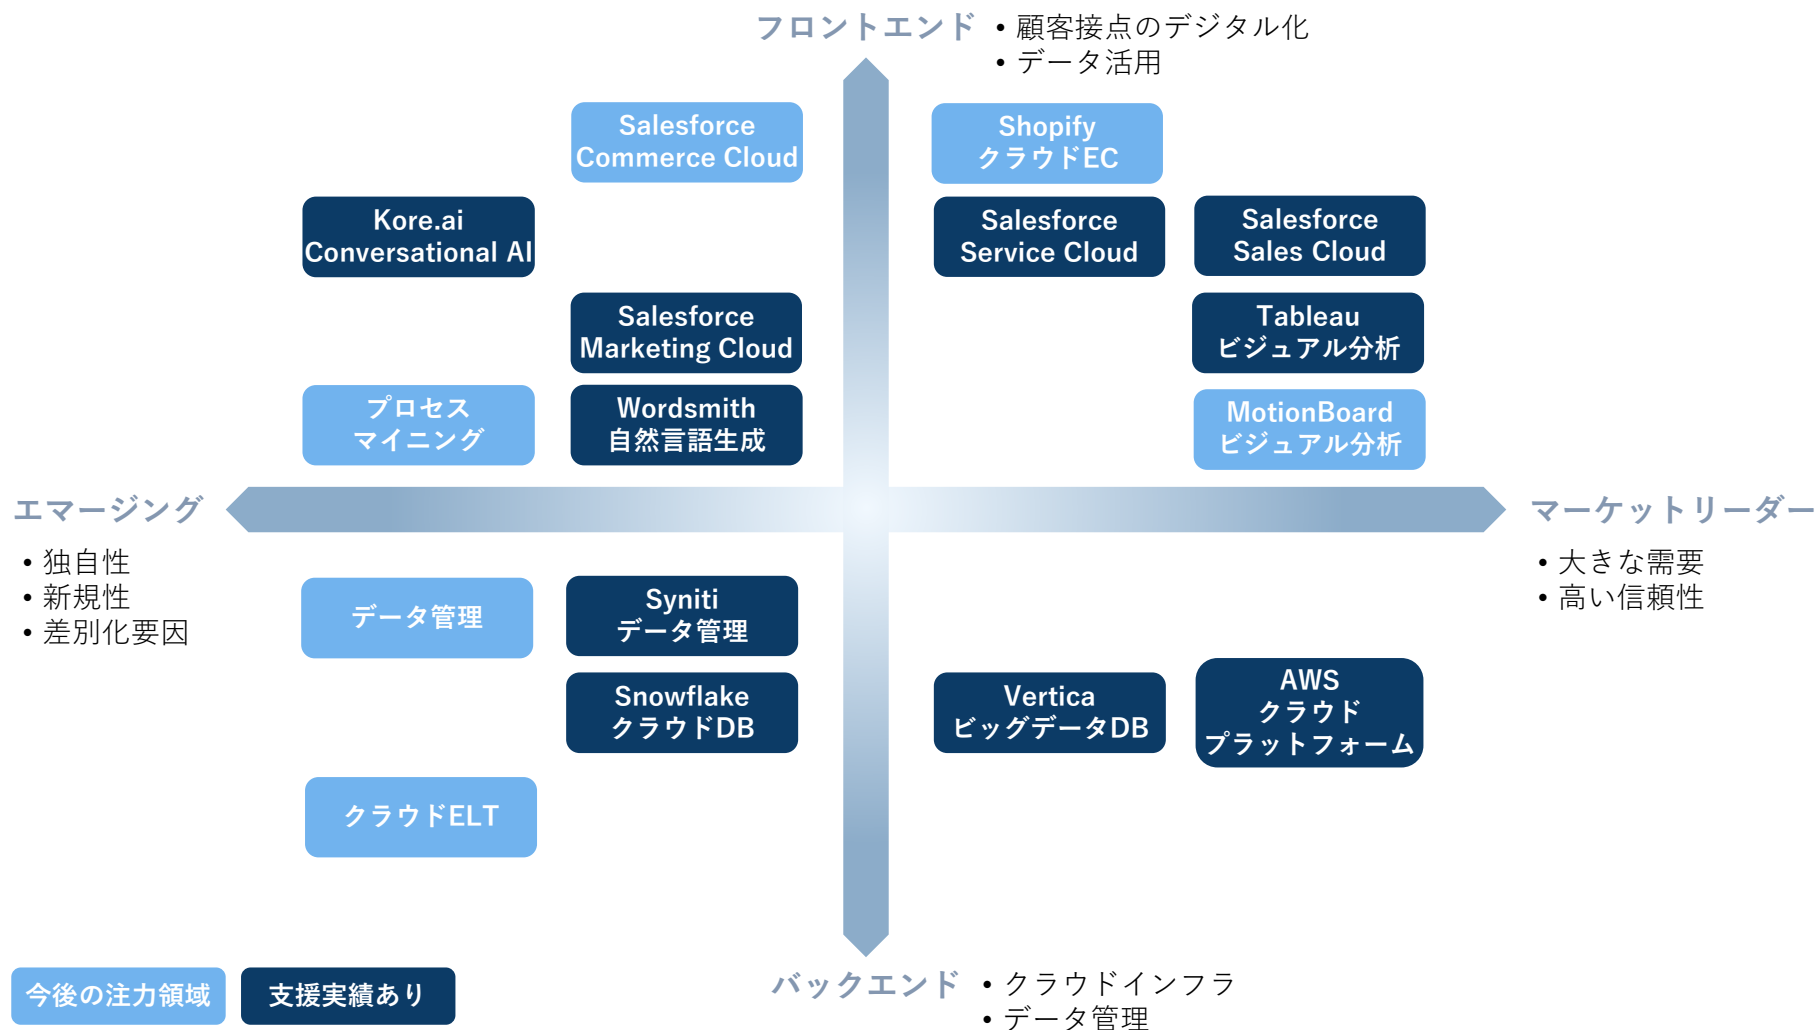 フロントエンド
• 顧客接点のデジタル化
• データ活用
Salesforce
Commerce Cloud
Shopify
クラウドEC
Kore.ai
Conversational AI
Salesforce
Service Cloud
Salesforce
Sales Cloud
Salesforce
Marketing Cloud
Tableau
ビジュアル分析
プロセス
マイニング
Wordsmith
自然言語生成
MotionBoard
ビジュアル分析
エマージング
• 独自性
• 新規性
• 差別化要因
マーケットリーダー
• 大きな需要
• 高い信頼性
データ管理
Syniti
データ管理
Snowflake
クラウドDB
Vertica
ビッグデータDB
AWS
クラウド
プラットフォーム
クラウドELT
バックエンド
• クラウドインフラ
• データ管理
今後の注力領域
支援実績あり